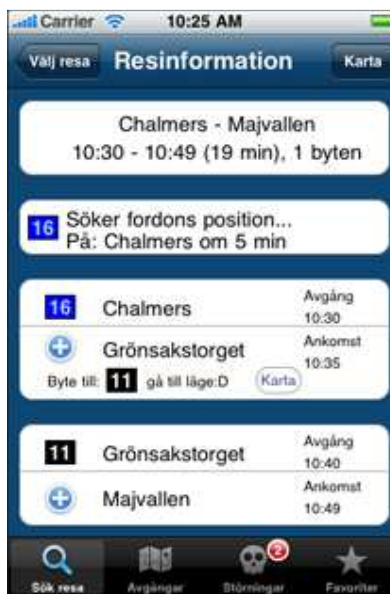 Carrier 10:25 AM
Välj resa Resinformation Karta
Chalmers - Majvallen
10:30 - 10:49 (19 min), 1 byten
16 Söker fordons position...
På: Chalmers om 5 min
16 Chalmers Avgång 10:30
Grönsakstorget Ankomst 10:35
Byte till: 11 gå till läge:D Karta
11 Grönsakstorget Avgång 10:40
Majvallen Ankomst 10:49
2
Sök resa Avgångar Störningar Favoriter